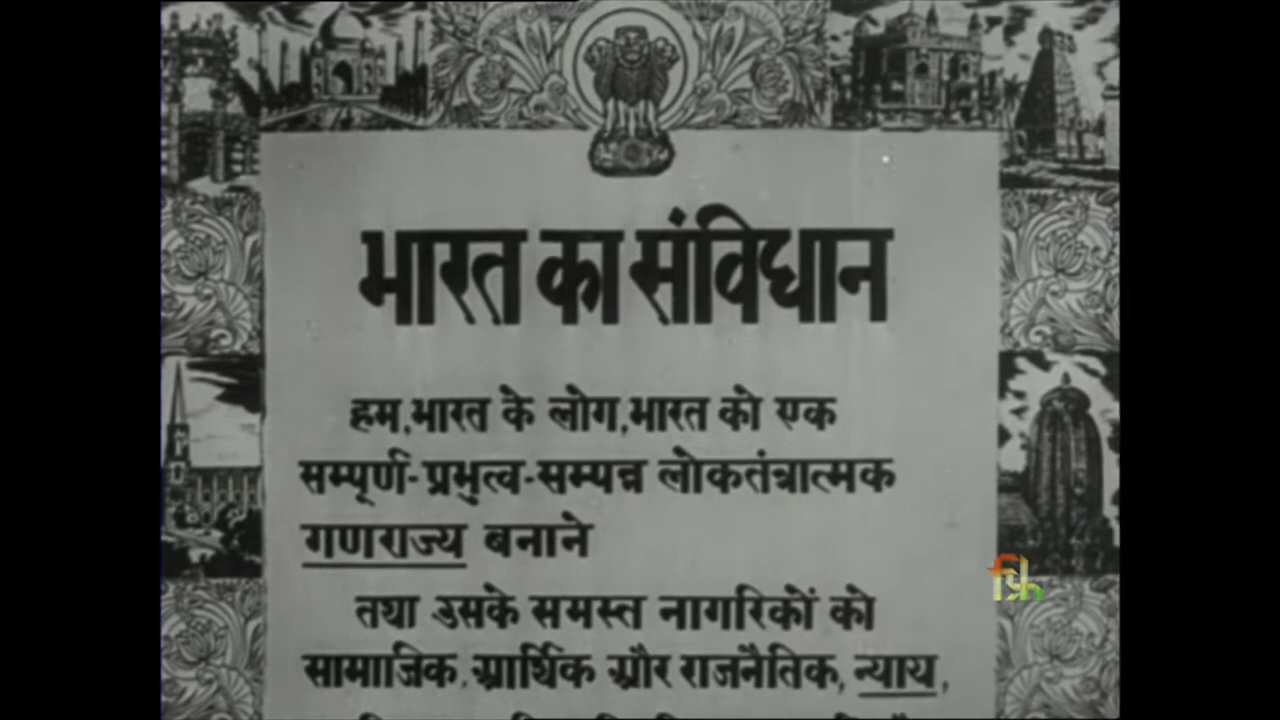 भारत का संविधान
हम, भारत के लोग, भारत को एक
सम्पूर्ण-प्रभुत्व-सम्पन्न लोकतंत्रात्मक
गणराज्य बनाने
तथा उसके समस्त नागरिकों को
सामाजिक, आर्थिक और राजनैतिक, न्याय,